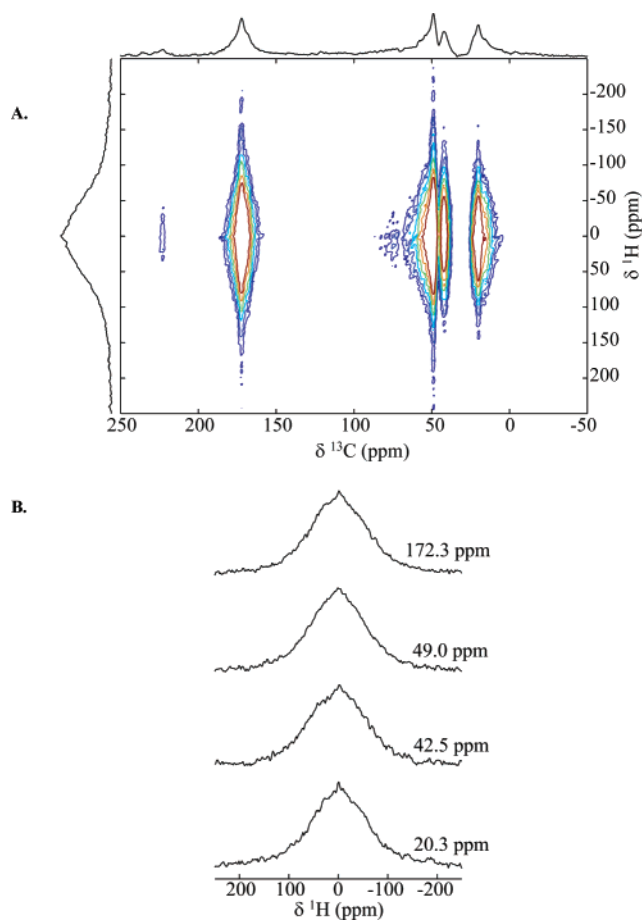 A.
-200
-150
-100
-50
0
50
100
150
200
δ ¹H (ppm)
250 200 150 100 50 0 -50
δ ¹³C (ppm)
B.
172.3 ppm
49.0 ppm
42.5 ppm
20.3 ppm
200 100 0 -100 -200
δ ¹H (ppm)